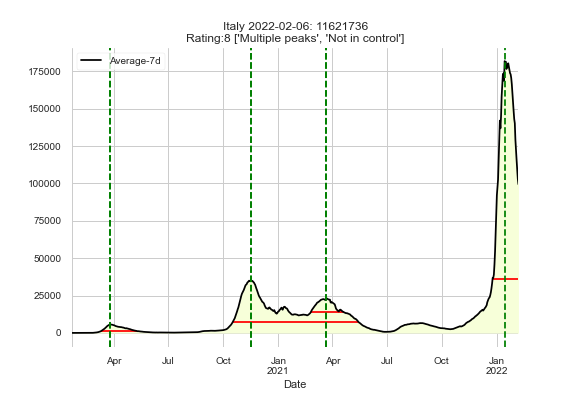 Italy 2022-02-06: 11621736
Rating:8 ['Multiple peaks', 'Not in control']
Average-7d
175000
150000
125000
100000
75000
50000
25000
0
Apr Jul Oct Jan Apr Jul Oct Jan
2021 2022
Date